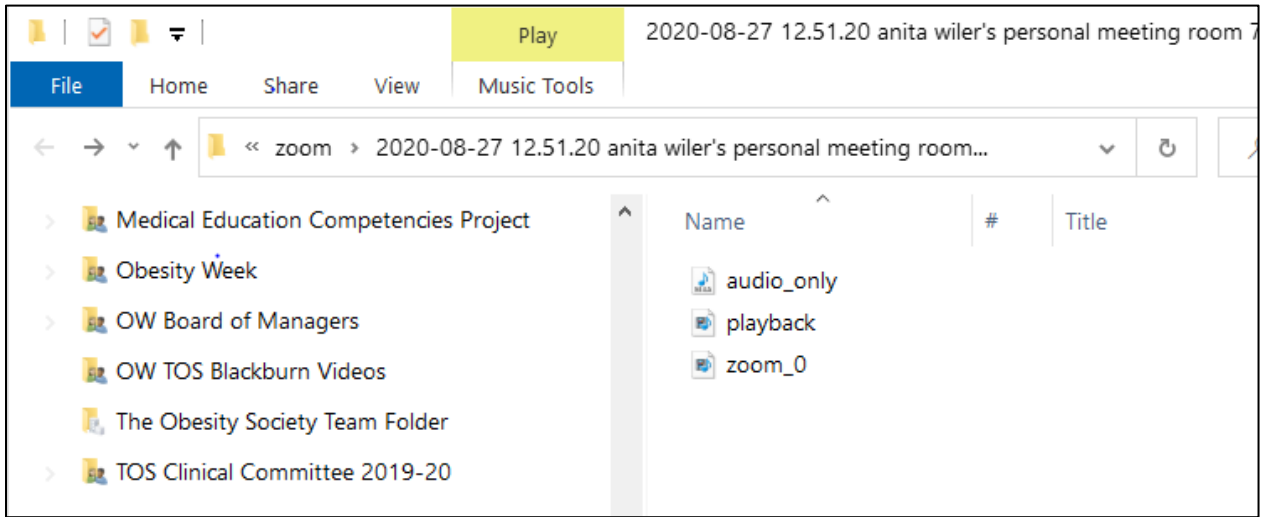 Play
2020-08-27 12.51.20 anita wiler's personal meeting room 7
File Home Share View Music Tools
« zoom > 2020-08-27 12.51.20 anita wiler's personal meeting room...
Name # Title
Medical Education Competencies Project
Obesity Week
OW Board of Managers
OW TOS Blackburn Videos
The Obesity Society Team Folder
TOS Clinical Committee 2019-20
audio_only
playback
zoom_0